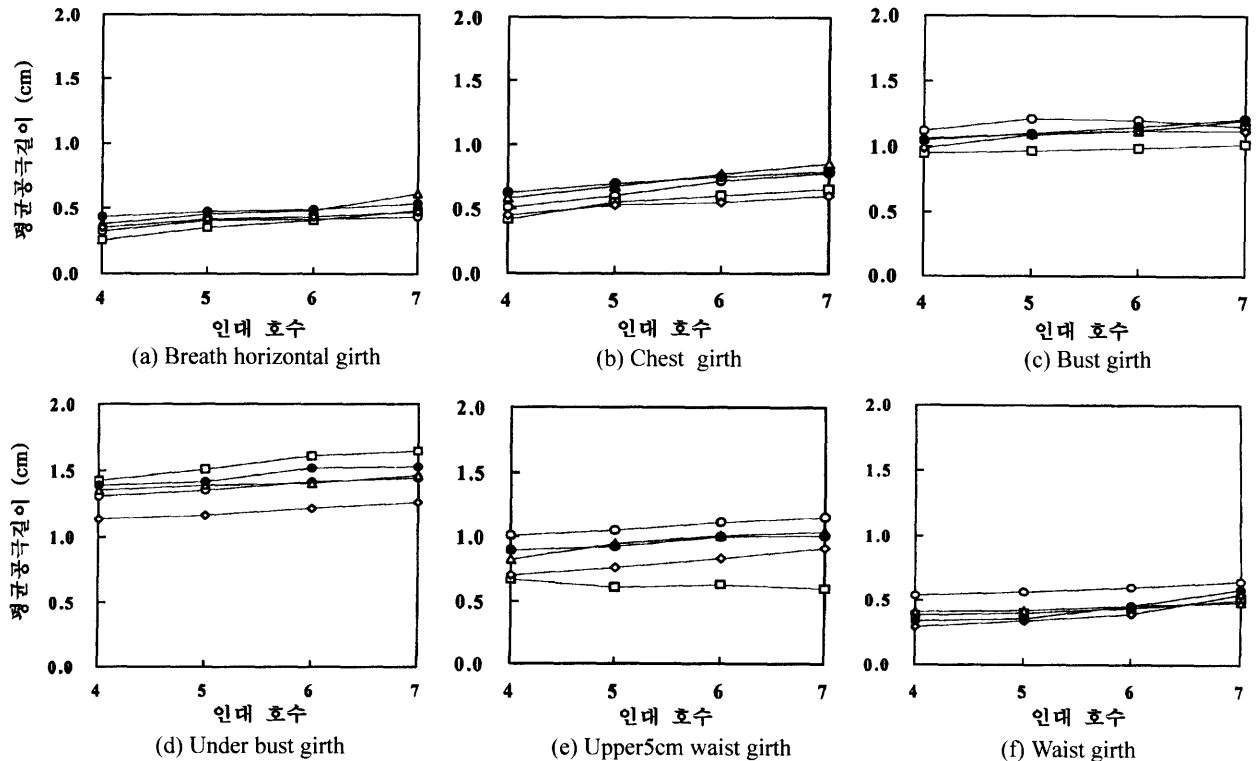 2.0 2.0 2.0
1.5 1.5 1.5
1.0 1.0 1.0
0.5 0.5 0.5
0.0 0.0 0.0
평균공극길이 (cm)
4 5 6 7 4 5 6 7 4 5 6 7
인대 호수 인대 호수 인대 호수
(a) Breath horizontal girth (b) Chest girth (c) Bust girth
2.0 2.0 2.0
1.5 1.5 1.5
1.0 1.0 1.0
0.5 0.5 0.5
0.0 0.0 0.0
평균공극길이 (cm)
4 5 6 7 4 5 6 7 4 5 6 7
인대 호수 인대 호수 인대 호수
(d) Under bust girth (e) Upper5cm waist girth (f) Waist girth